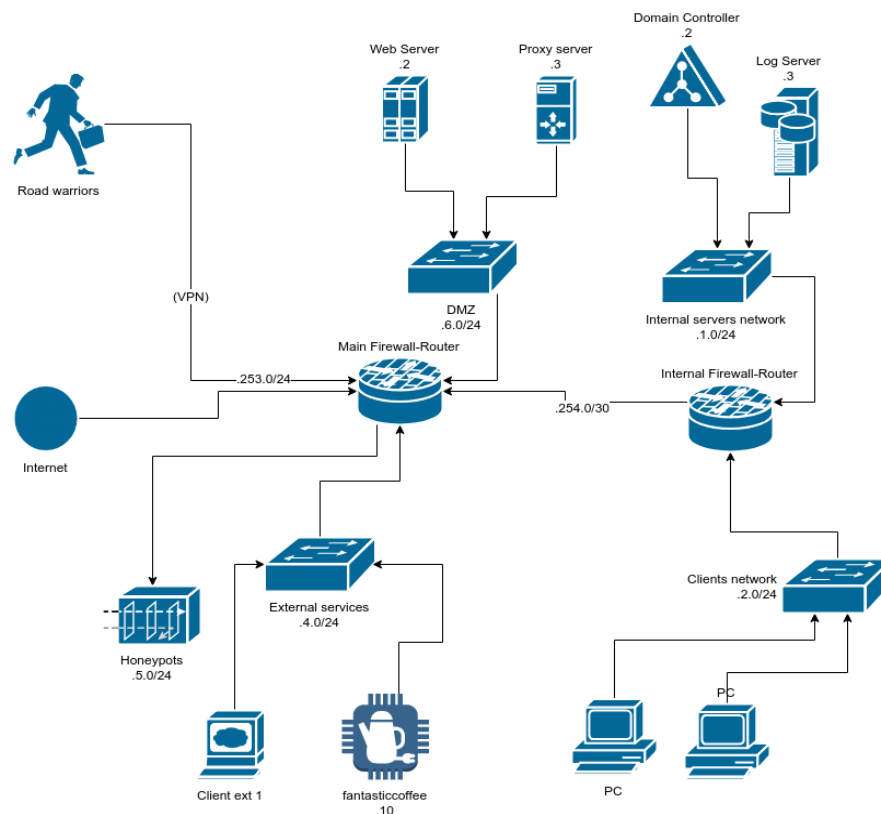 Domain Controller
.2
Web Server
.2
Proxy server
.3
Log Server
.3
Road warriors
(VPN)
DMZ
.6.0/24
Internal servers network
.1.0/24
Main Firewall-Router
.253.0/24
Internal Firewall-Router
.254.0/30
Internet
Clients network
.2.0/24
External services
.4.0/24
Honeypots
.5.0/24
PC
Client ext 1
fantasticcoffee
.10
PC